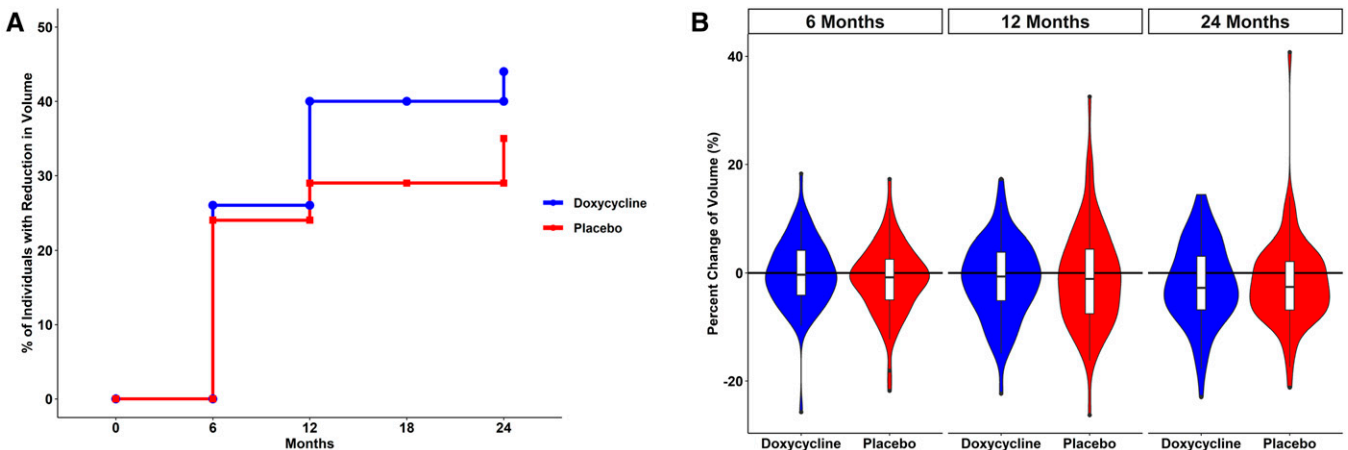 A
% of Individuals with Reduction in Volume
50
40
30
20
10
0
0 6 12 18 24
Months
Doxycycline
Placebo
B
6 Months 12 Months 24 Months
Percent Change of Volume (%)
40
20
0
-20
Doxycycline Placebo Doxycycline Placebo Doxycycline Placebo